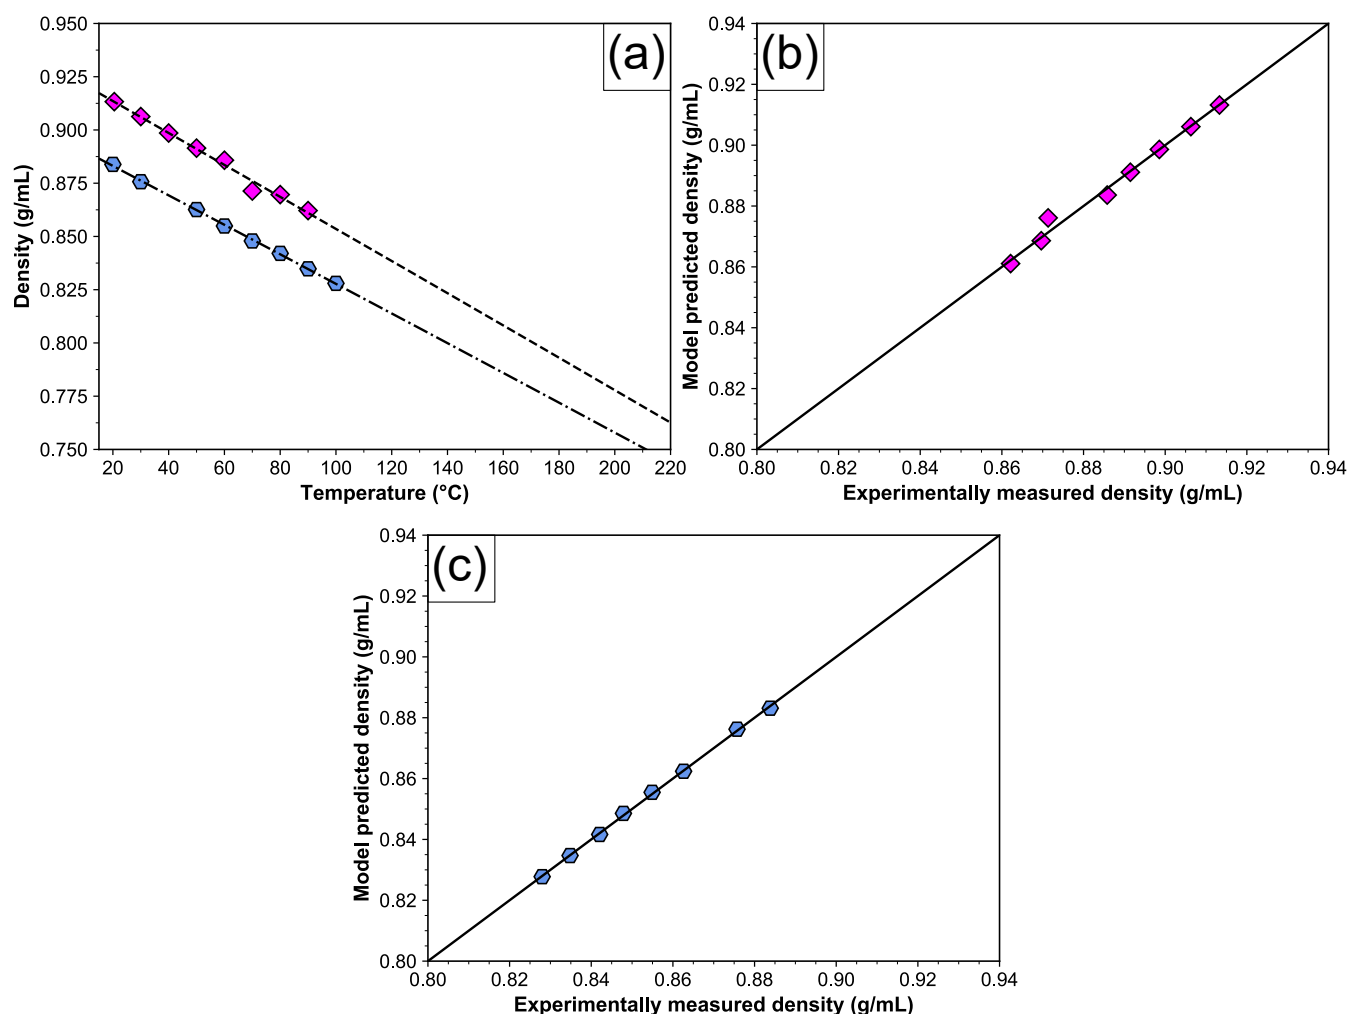 (a)
0.950
0.925
0.900
0.875
0.850
0.825
0.800
0.775
0.750
Density (g/mL)
20 40 60 80 100 120 140 160 180 200 220
Temperature (°C)
(b)
0.94
0.92
0.90
0.88
0.86
0.84
0.82
0.80
Model predicted density (g/mL)
0.80 0.82 0.84 0.86 0.88 0.90 0.92 0.94
Experimentally measured density (g/mL)
(c)
0.94
0.92
0.90
0.88
0.86
0.84
0.82
0.80
Model predicted density (g/mL)
0.80 0.82 0.84 0.86 0.88 0.90 0.92 0.94
Experimentally measured density (g/mL)